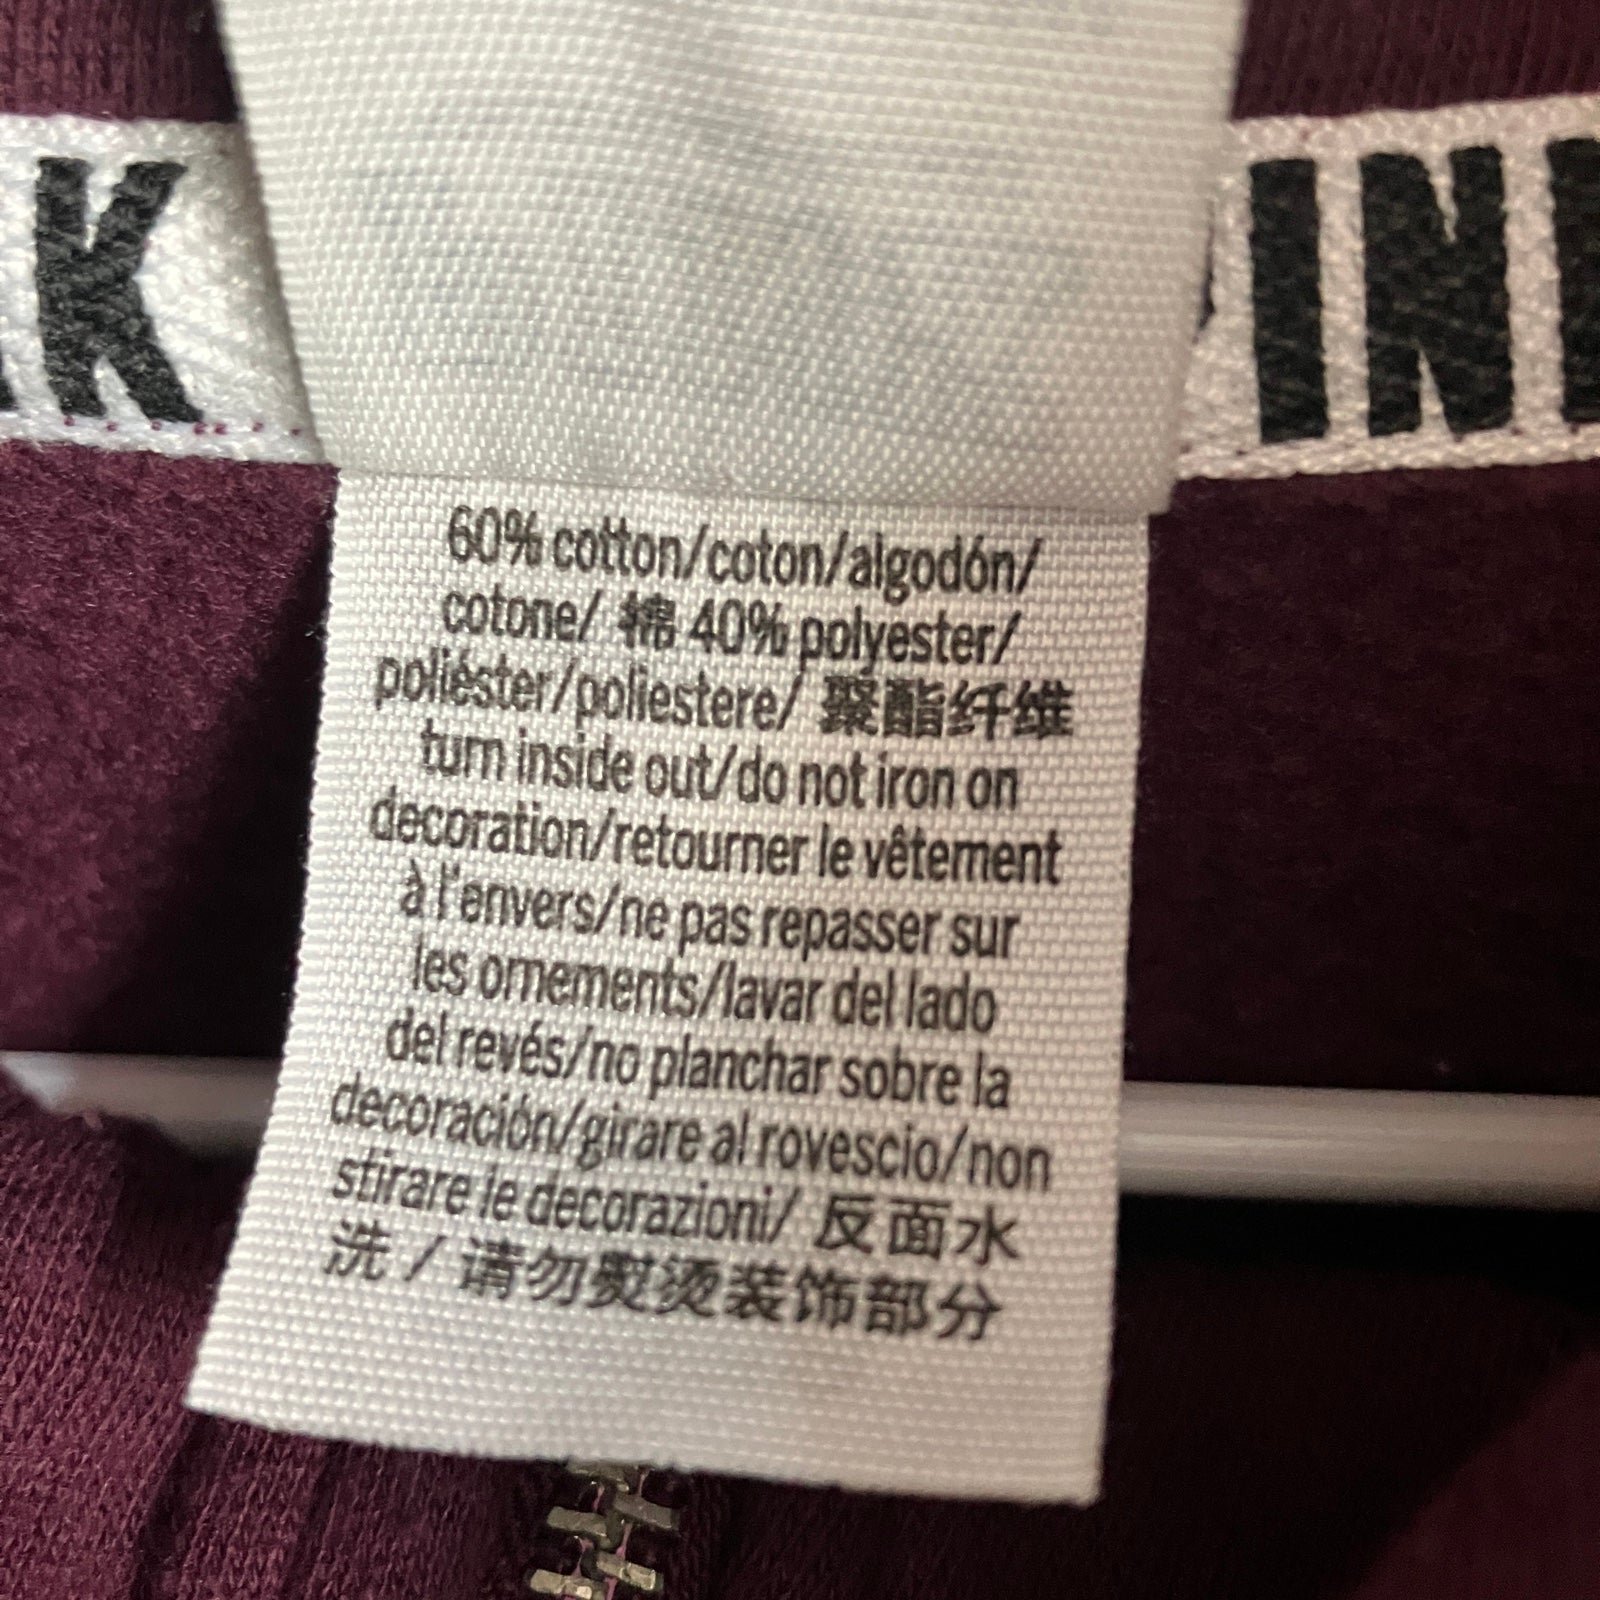 K
IN
60% cotton/coton/algodón/
cotone/ 棉 40% polyester/
poliéster/poliestere/ 聚酯纤维
turn inside out/do not iron on
decoration/retourner le vêtement
à l'envers/ne pas repasser sur
les ornements/lavar del lado
del revés/no planchar sobre la
decoración/girare al rovescio/non
stirare le decorazioni/ 反面水
洗 / 请勿熨烫装饰部分